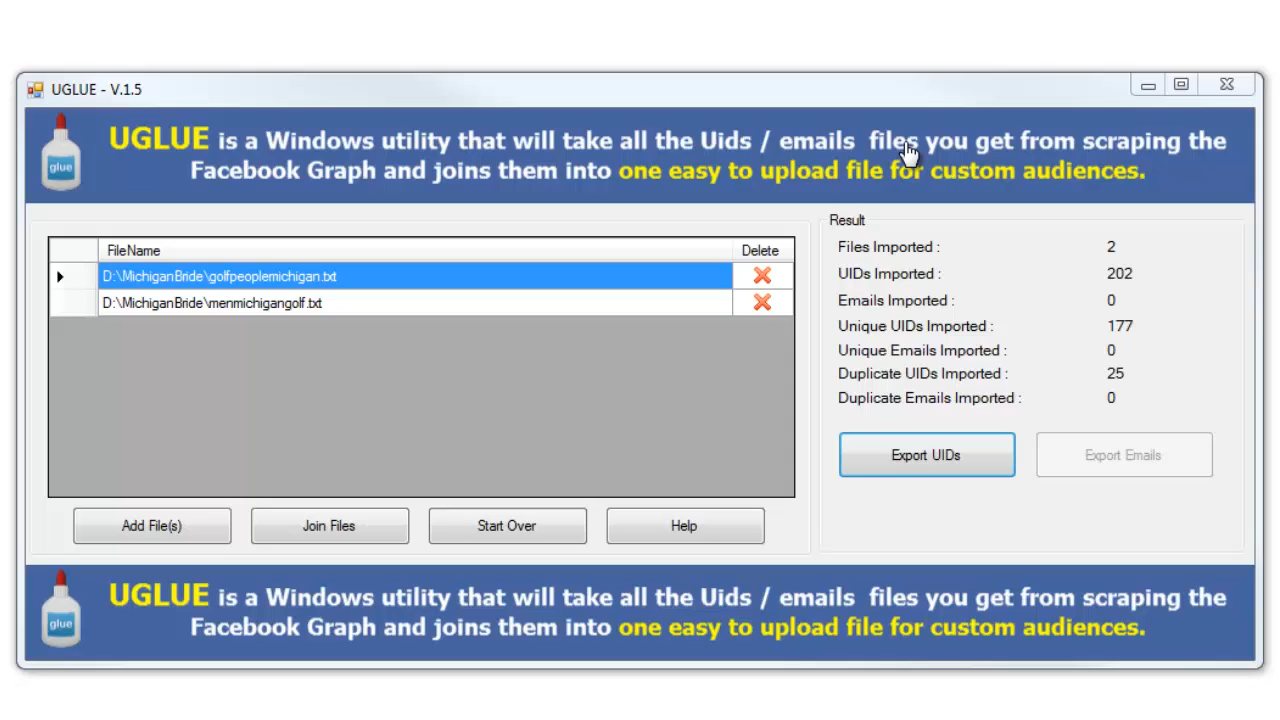 UGLUE - V.1.5
glue
UGLUE is a Windows utility that will take all the Uids / emails files you get from scraping the
Facebook Graph and joins them into one easy to upload file for custom audiences.
FileName Delete
D:\MichiganBride\golfpeoplemichigan.txt
D:\MichiganBride\menmichigangolf.txt
Add File(s) Join Files Start Over Help
Result
Files Imported : 2
UIDs Imported : 202
Emails Imported : 0
Unique UIDs Imported : 177
Unique Emails Imported : 0
Duplicate UIDs Imported : 25
Duplicate Emails Imported : 0
Export UIDs Export Emails
glue
UGLUE is a Windows utility that will take all the Uids / emails files you get from scraping the
Facebook Graph and joins them into one easy to upload file for custom audiences.